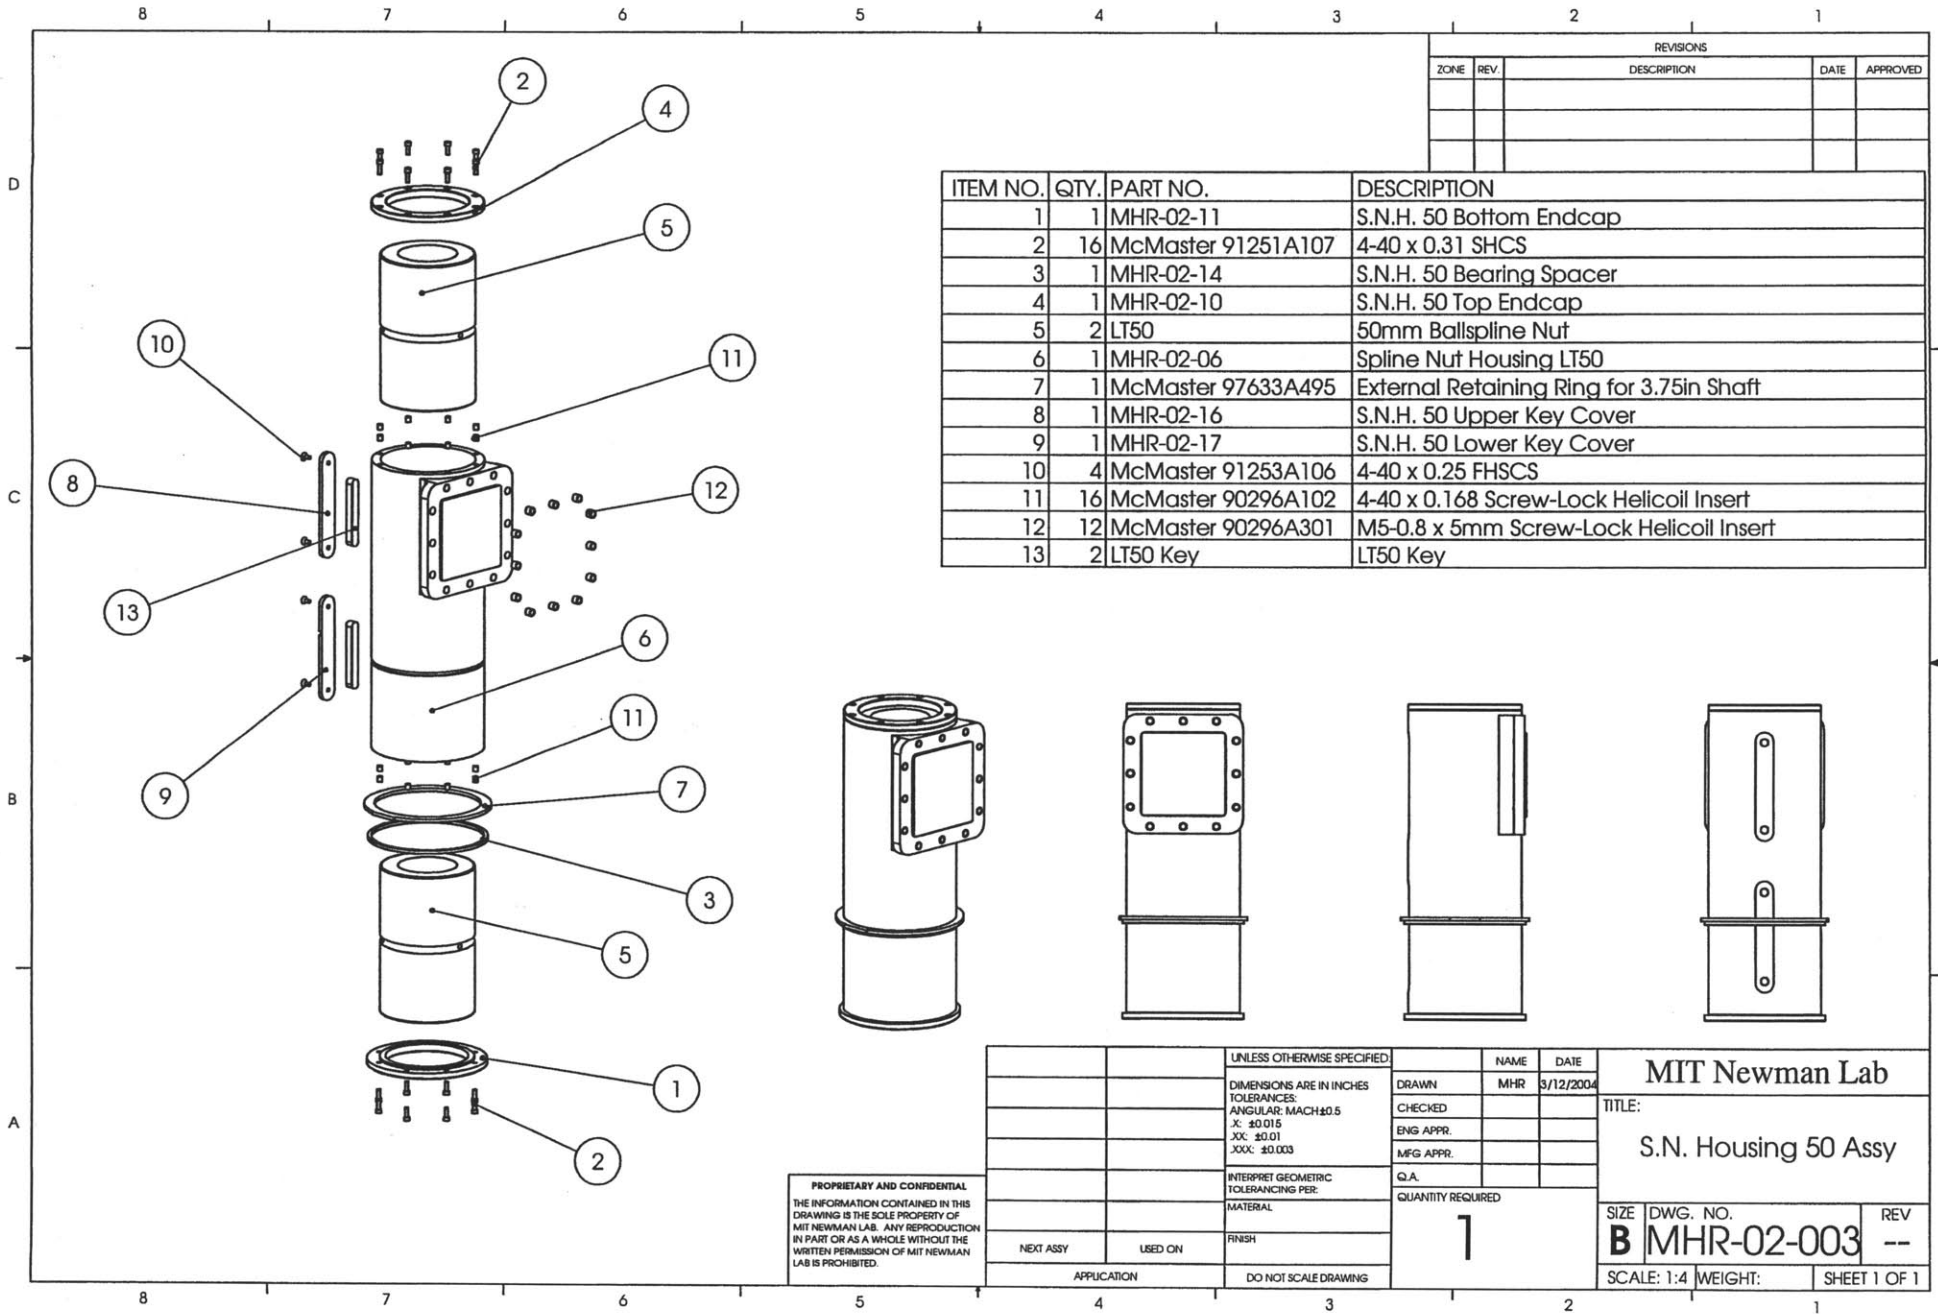 8 7 6 5 4 3 2 1
REVISIONS
ZONE REV. DESCRIPTION DATE APPROVED
D
C
B
A
2
4
5
10
11
8
12
13
6
11
9
7
3
5
1
2
ITEM NO. QTY. PART NO. DESCRIPTION
1 1 MHR-02-11 S.N.H. 50 Bottom Endcap
2 16 McMaster 91251A107 4-40 x 0.31 SHCS
3 1 MHR-02-14 S.N.H. 50 Bearing Spacer
4 1 MHR-02-10 S.N.H. 50 Top Endcap
5 2 LT50 50mm Ballspline Nut
6 1 MHR-02-06 Spline Nut Housing LT50
7 1 McMaster 97633A495 External Retaining Ring for 3.75in Shaft
8 1 MHR-02-16 S.N.H. 50 Upper Key Cover
9 1 MHR-02-17 S.N.H. 50 Lower Key Cover
10 4 McMaster 91253A106 4-40 x 0.25 FHSCS
11 16 McMaster 90296A102 4-40 x 0.168 Screw-Lock Helicoil Insert
12 12 McMaster 90296A301 M5-0.8 x 5mm Screw-Lock Helicoil Insert
13 2 LT50 Key LT50 Key
PROPRIETARY AND CONFIDENTIAL
THE INFORMATION CONTAINED IN THIS
DRAWING IS THE SOLE PROPERTY OF
MIT NEWMAN LAB. ANY REPRODUCTION
IN PART OR AS A WHOLE WITHOUT THE
WRITTEN PERMISSION OF MIT NEWMAN
LAB IS PROHIBITED.
NEXT ASSY USED ON
APPLICATION
UNLESS OTHERWISE SPECIFIED:
DIMENSIONS ARE IN INCHES
TOLERANCES:
ANGULAR: MACH±0.5
.X: ±0.015
.XX: ±0.01
.XXX: ±0.003
INTERPRET GEOMETRIC
TOLERANCING PER:
MATERIAL
FINISH
DO NOT SCALE DRAWING
NAME DATE
DRAWN MHR 3/12/2004
CHECKED
ENG APPR.
MFG APPR.
Q.A.
QUANTITY REQUIRED
1
MIT Newman Lab
TITLE:
S.N. Housing 50 Assy
SIZE DWG. NO. REV
B MHR-02-003 --
SCALE: 1:4 WEIGHT: SHEET 1 OF 1
8 7 6 5 4 3 2 1